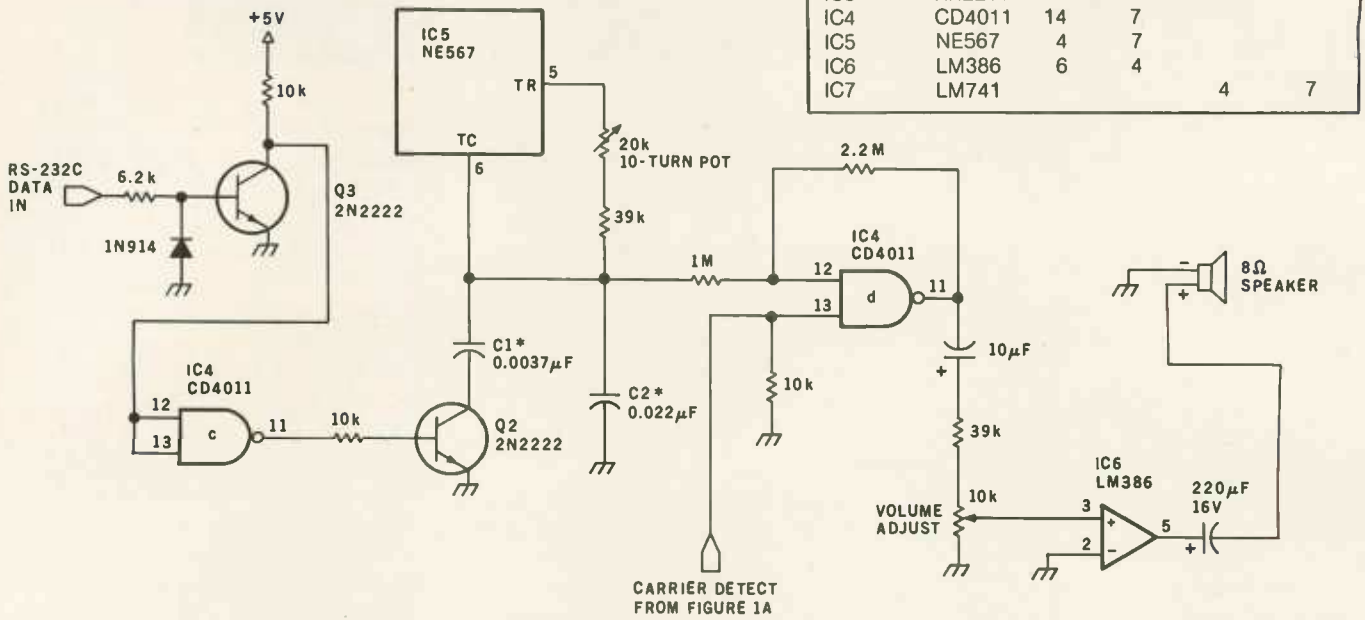 IC4 CD4011 14 7
IC5 NE567 4 7
IC6 LM386 6 4
IC7 LM741 4 7
+5V
10k
RS-232C
DATA
IN
6.2k
1N914
Q3
2N2222
IC5
NE567
TR
5
TC
6
20k
10-TURN POT
39k
IC4
CD4011
12
13
c
11
10k
Q2
2N2222
C1*
0.0037µF
C2*
0.022µF
1M
2.2M
IC4
CD4011
12
13
d
11
10k
CARRIER DETECT
FROM FIGURE 1A
10µF
+
39k
10k
VOLUME
ADJUST
IC6
LM386
3
+
2
-
5
220µF
16V
+
-
+
8Ω
SPEAKER